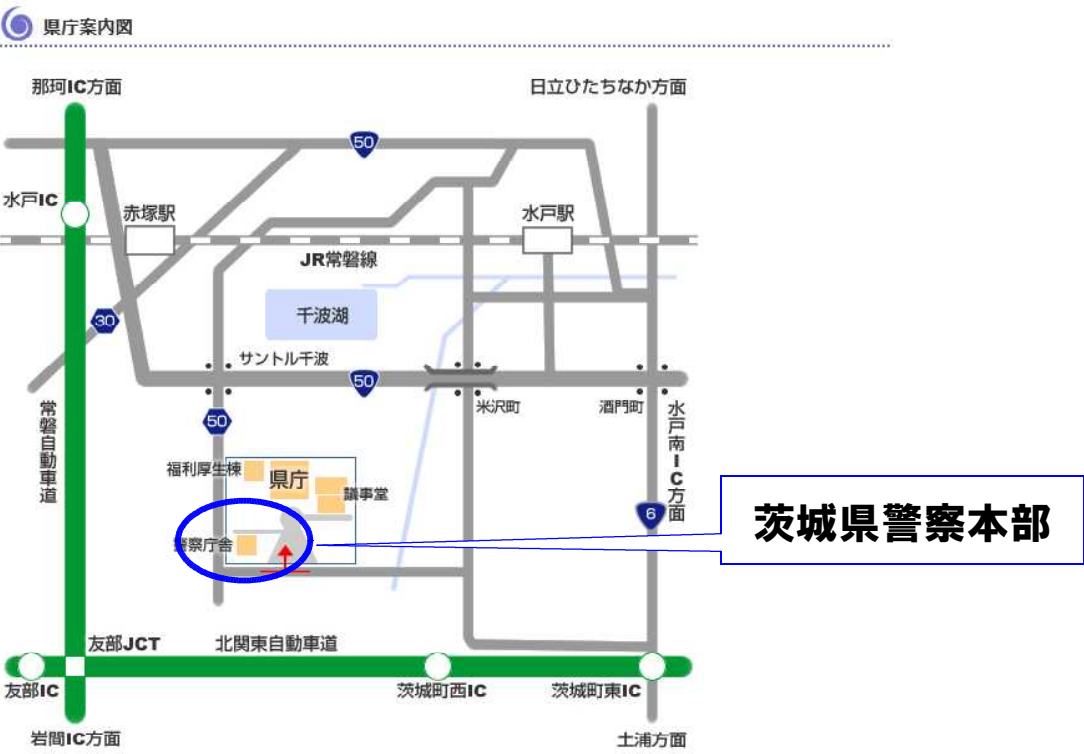 県庁案内図
那珂IC方面
日立ひたちなか方面
50
水戸IC
赤塚駅
水戸駅
JR常磐線
千波湖
30
サントル千波
50
米沢町
酒門町
常磐自動車道
水戸南IC方面
50
福利厚生棟
県庁
議事堂
6
茨城県警察本部
警察庁舎
友部JCT
北関東自動車道
友部IC
茨城町西IC
茨城町東IC
岩間IC方面
土浦方面